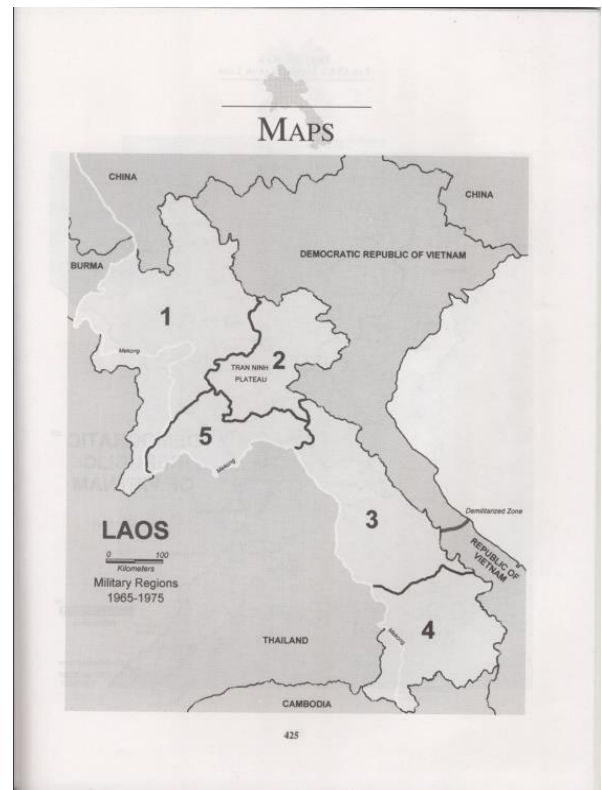 MAPS
CHINA
CHINA
DEMOCRATIC REPUBLIC OF VIETNAM
BURMA
1
Mekong
2
TRAN NINH
PLATEAU
5
Mekong
3
Demilitarized Zone
REPUBLIC OF
VIETNAM
LAOS
0 100
Kilometers
Military Regions
1965-1975
4
Mekong
THAILAND
CAMBODIA
425